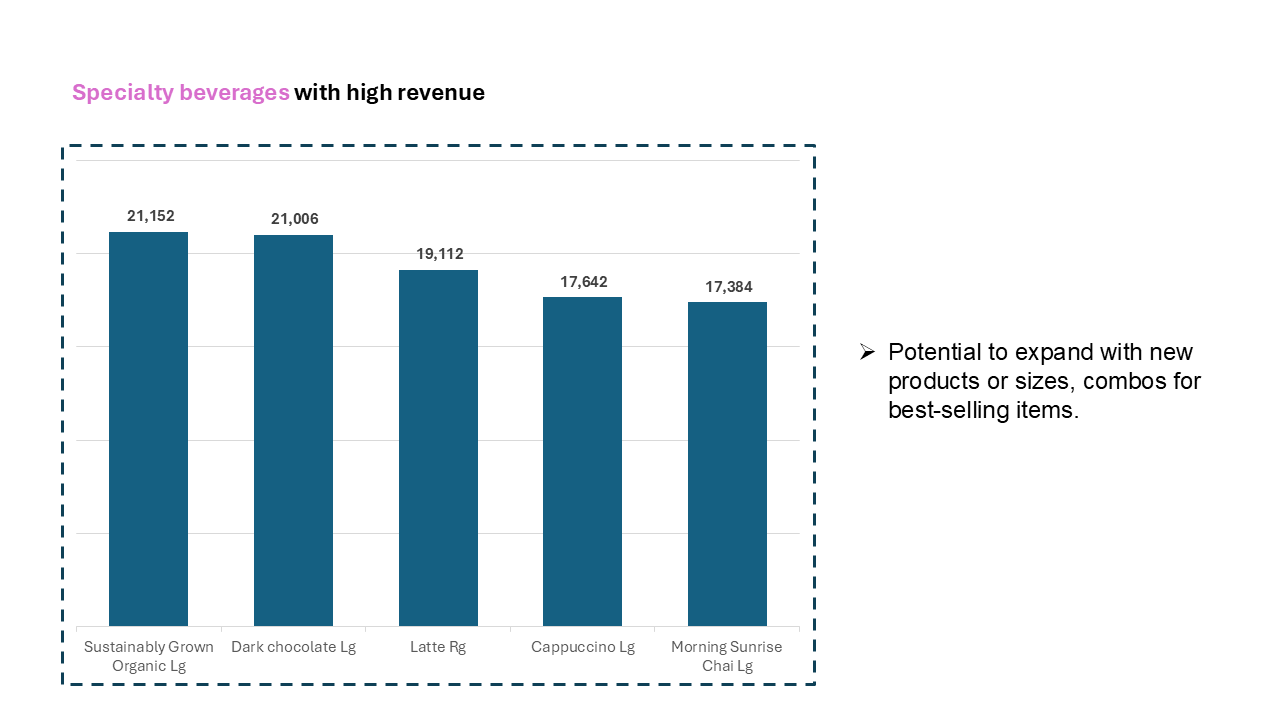 Specialty beverages with high revenue
21,152
21,006
19,112
17,642
17,384
Sustainably Grown
Organic Lg
Dark chocolate Lg
Latte Rg
Cappuccino Lg
Morning Sunrise
Chai Lg
➢ Potential to expand with new
products or sizes, combos for
best-selling items.